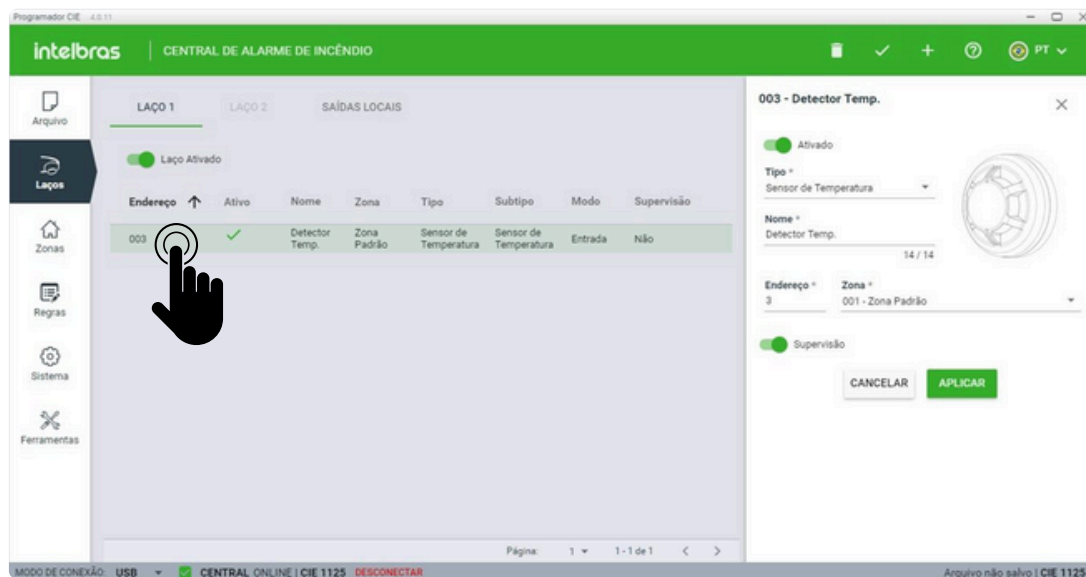 Programador CIE 4.0.11
intelbras CENTRAL DE ALARME DE INCÊNDIO PT
Arquivo
Laços
Zonas
Regras
Sistema
Ferramentas
LAÇO 1 LAÇO 2 SAÍDAS LOCAIS
Laço Ativado
Endereço Ativo Nome Zona Tipo Subtipo Modo Supervisão
003 Detector Temp. Zona Padrão Sensor de Temperatura Sensor de Temperatura Entrada Não
Página: 1 1-1 de 1
003 - Detector Temp.
Ativado
Tipo *
Sensor de Temperatura
Nome *
Detector Temp.
14 / 14
Endereço * Zona *
3 001 - Zona Padrão
Supervisão
CANCELAR APLICAR
MODO DE CONEXÃO: USB CENTRAL ONLINE | CIE 1125 DESCONECTAR Arquivo não salvo | CIE 1125